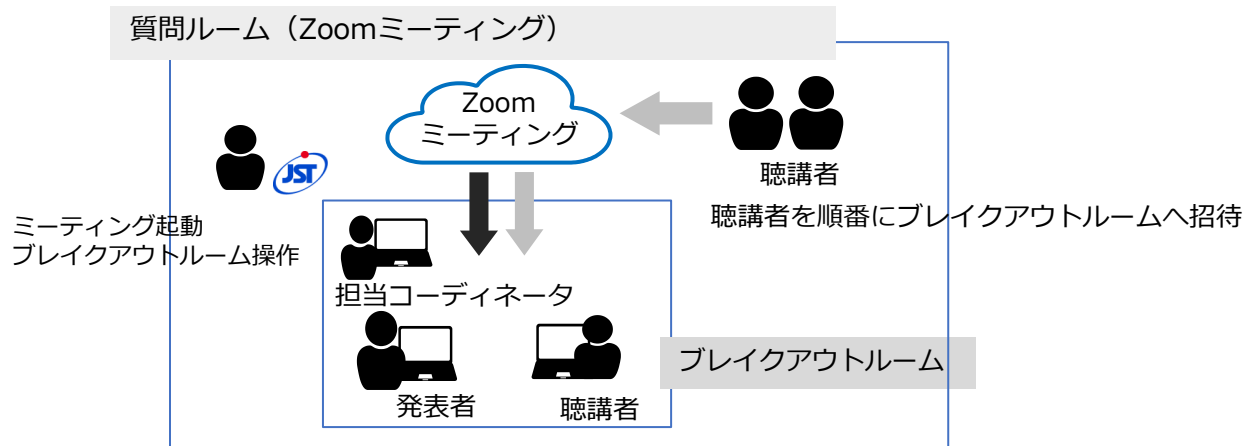 質問ルーム（Zoomミーティング）
Zoom
ミーティング
JST
聴講者
聴講者を順番にブレイクアウトルームへ招待
ミーティング起動
ブレイクアウトルーム操作
担当コーディネータ
ブレイクアウトルーム
発表者
聴講者